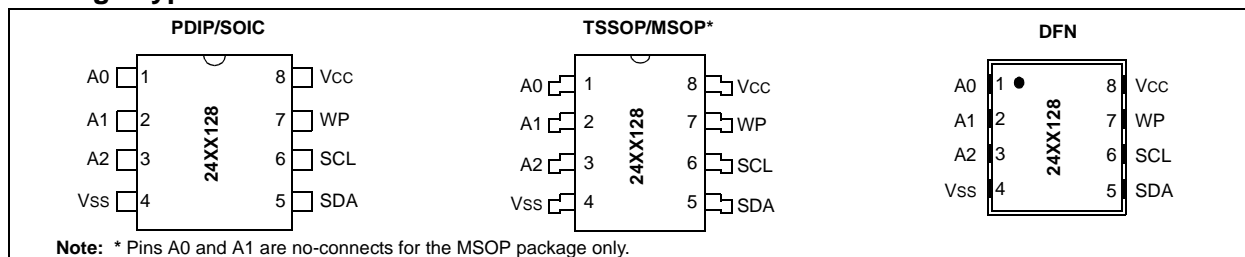 PDIP/SOIC
A0 1 8 VCC
A1 2 7 WP
A2 3 6 SCL
VSS 4 5 SDA
24XX128
TSSOP/MSOP*
A0 1 8 VCC
A1 2 7 WP
A2 3 6 SCL
VSS 4 5 SDA
24XX128
DFN
A0 1 8 VCC
A1 2 7 WP
A2 3 6 SCL
VSS 4 5 SDA
24XX128
Note: * Pins A0 and A1 are no-connects for the MSOP package only.